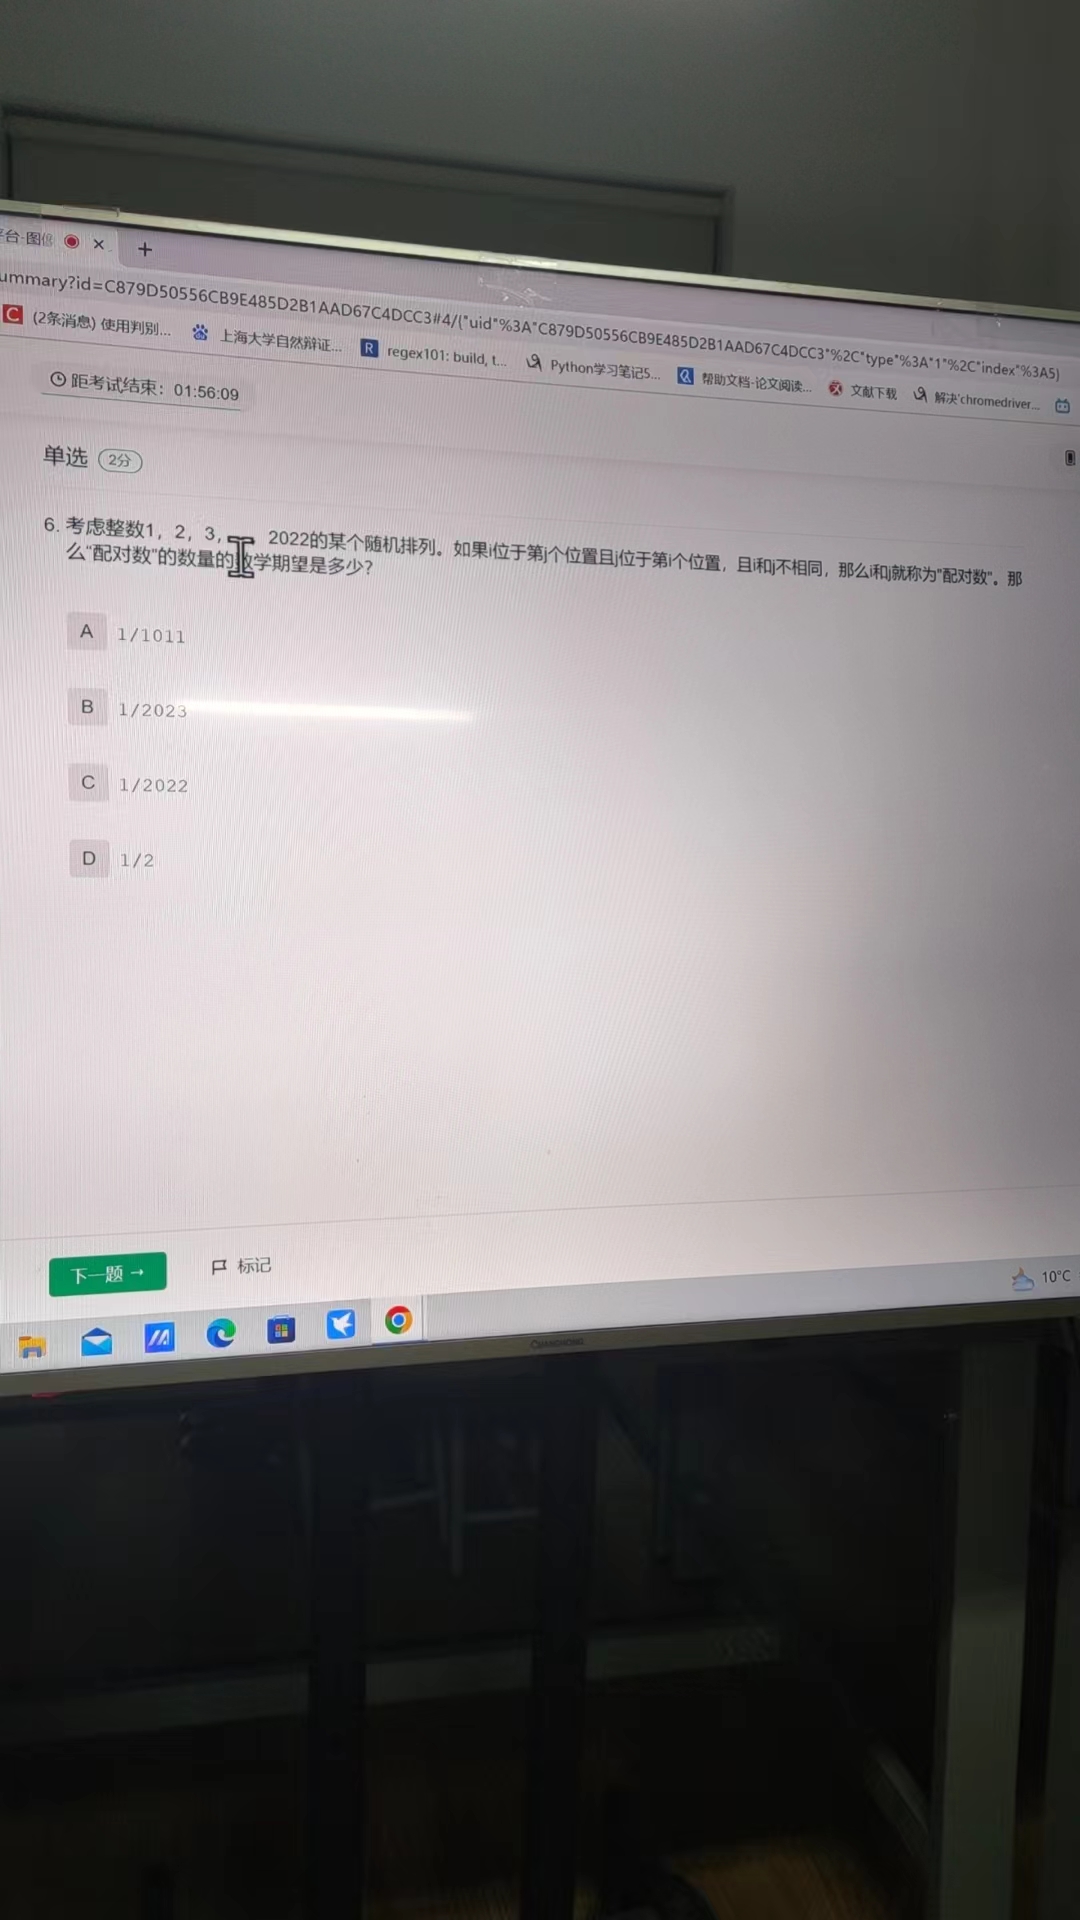 台-图
ummary?id=C879D50556CB9E485D2B1AAD67C4DCC3#4/{"uid"%3A"C879D50556CB9E485D2B1AAD67C4DCC3"%2C"type"%3A"1"%2C"index"%3A5}
C (2条消息) 使用判别... 上海大学自然辩证... R regex101: build, t... Python学习笔记5... 帮助文档-论文阅读... 文献下载 解决'chromedriver...
距考试结束：01:56:09
单选 2分
6. 考虑整数1，2，3， 2022的某个随机排列。如果i位于第j个位置且j位于第i个位置，且i和j不相同，那么i和j就称为"配对数"。那
么"配对数"的数量的数学期望是多少？
A 1/1011
B 1/2023
C 1/2022
D 1/2
下一题 → 标记
10°C
CHANGHONG